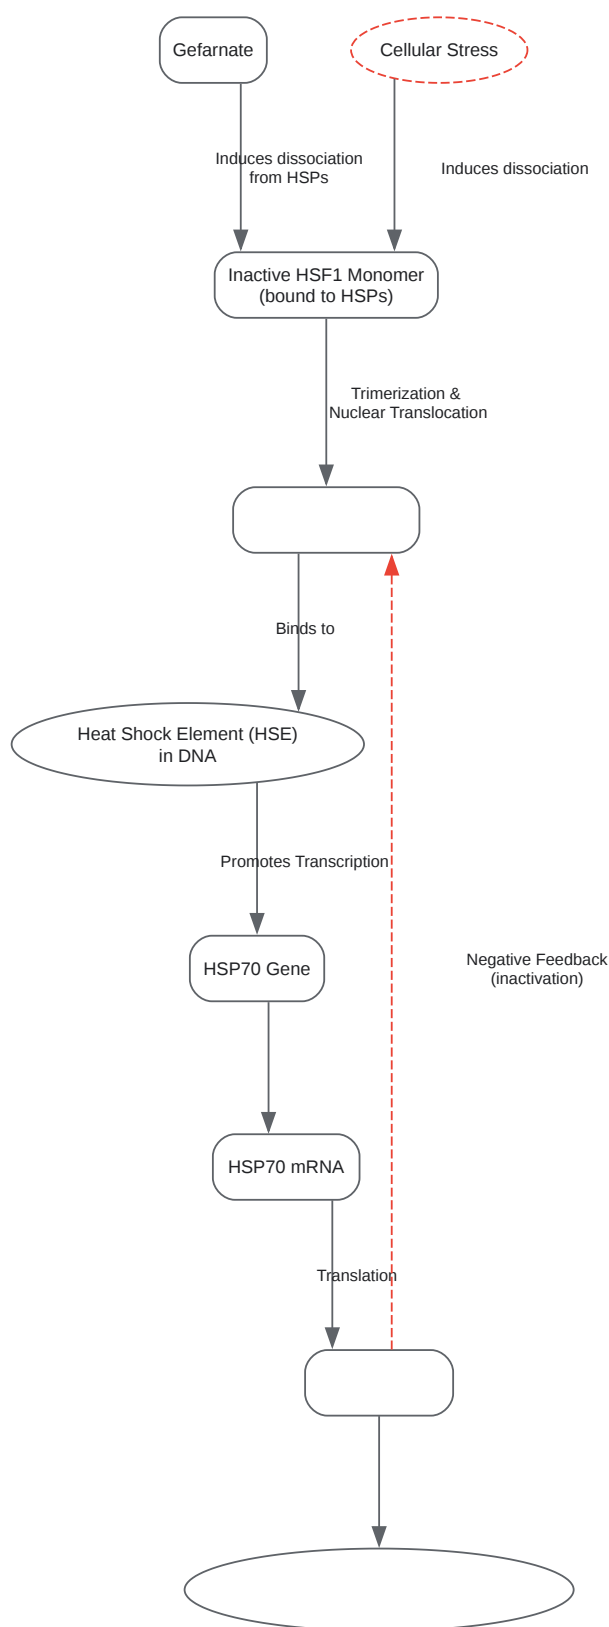 Gefarnate
Cellular Stress
Induces dissociation
from HSPs
Induces dissociation
Inactive HSF1 Monomer
(bound to HSPs)
Trimerization &
Nuclear Translocation
Binds to
Heat Shock Element (HSE)
in DNA
Promotes Transcription
HSP70 Gene
Negative Feedback
(inactivation)
HSP70 mRNA
Translation